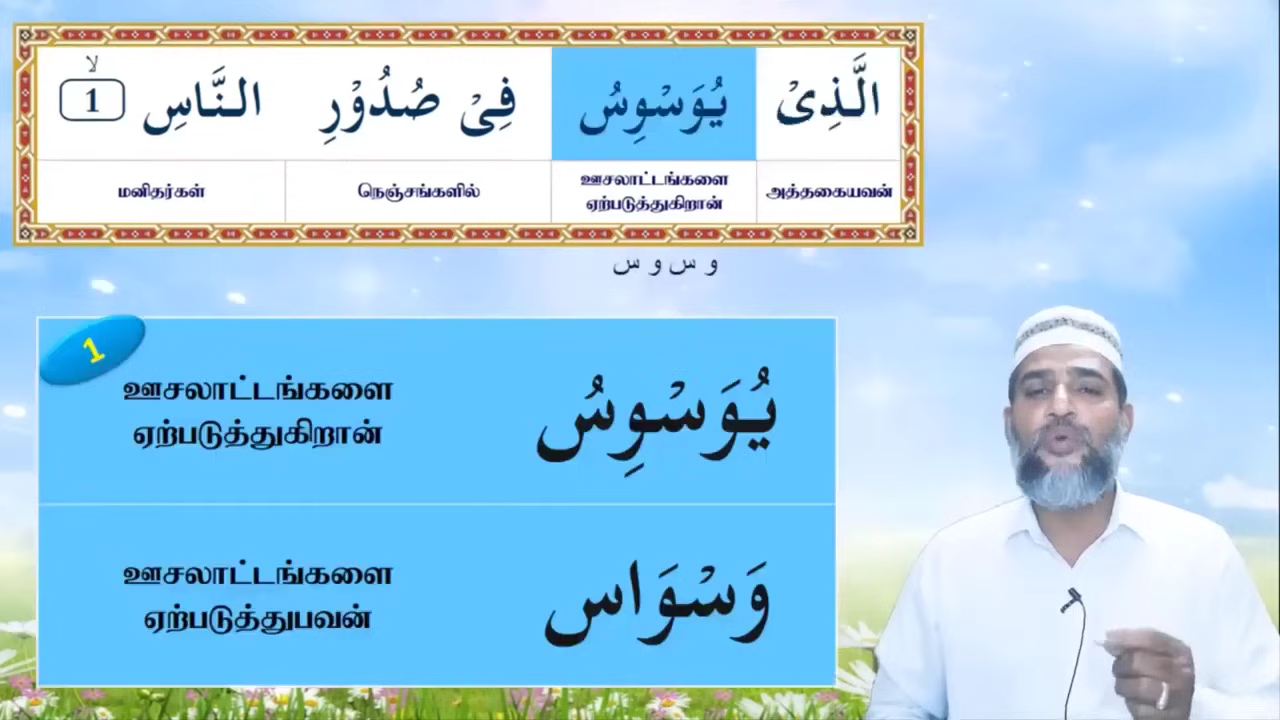 الَّذِىْ يُوَسْوِسُ فِىْ صُدُوْرِ النَّاسِ ۙ 1
அத்தகையவன் ஊசலாட்டங்களை ஏற்படுத்துகிறான் நெஞ்சங்களில் மனிதர்கள்
و س و س
1
يُوَسْوِسُ
ஊசலாட்டங்களை
ஏற்படுத்துகிறான்
وَسْوَاس
ஊசலாட்டங்களை
ஏற்படுத்துபவன்